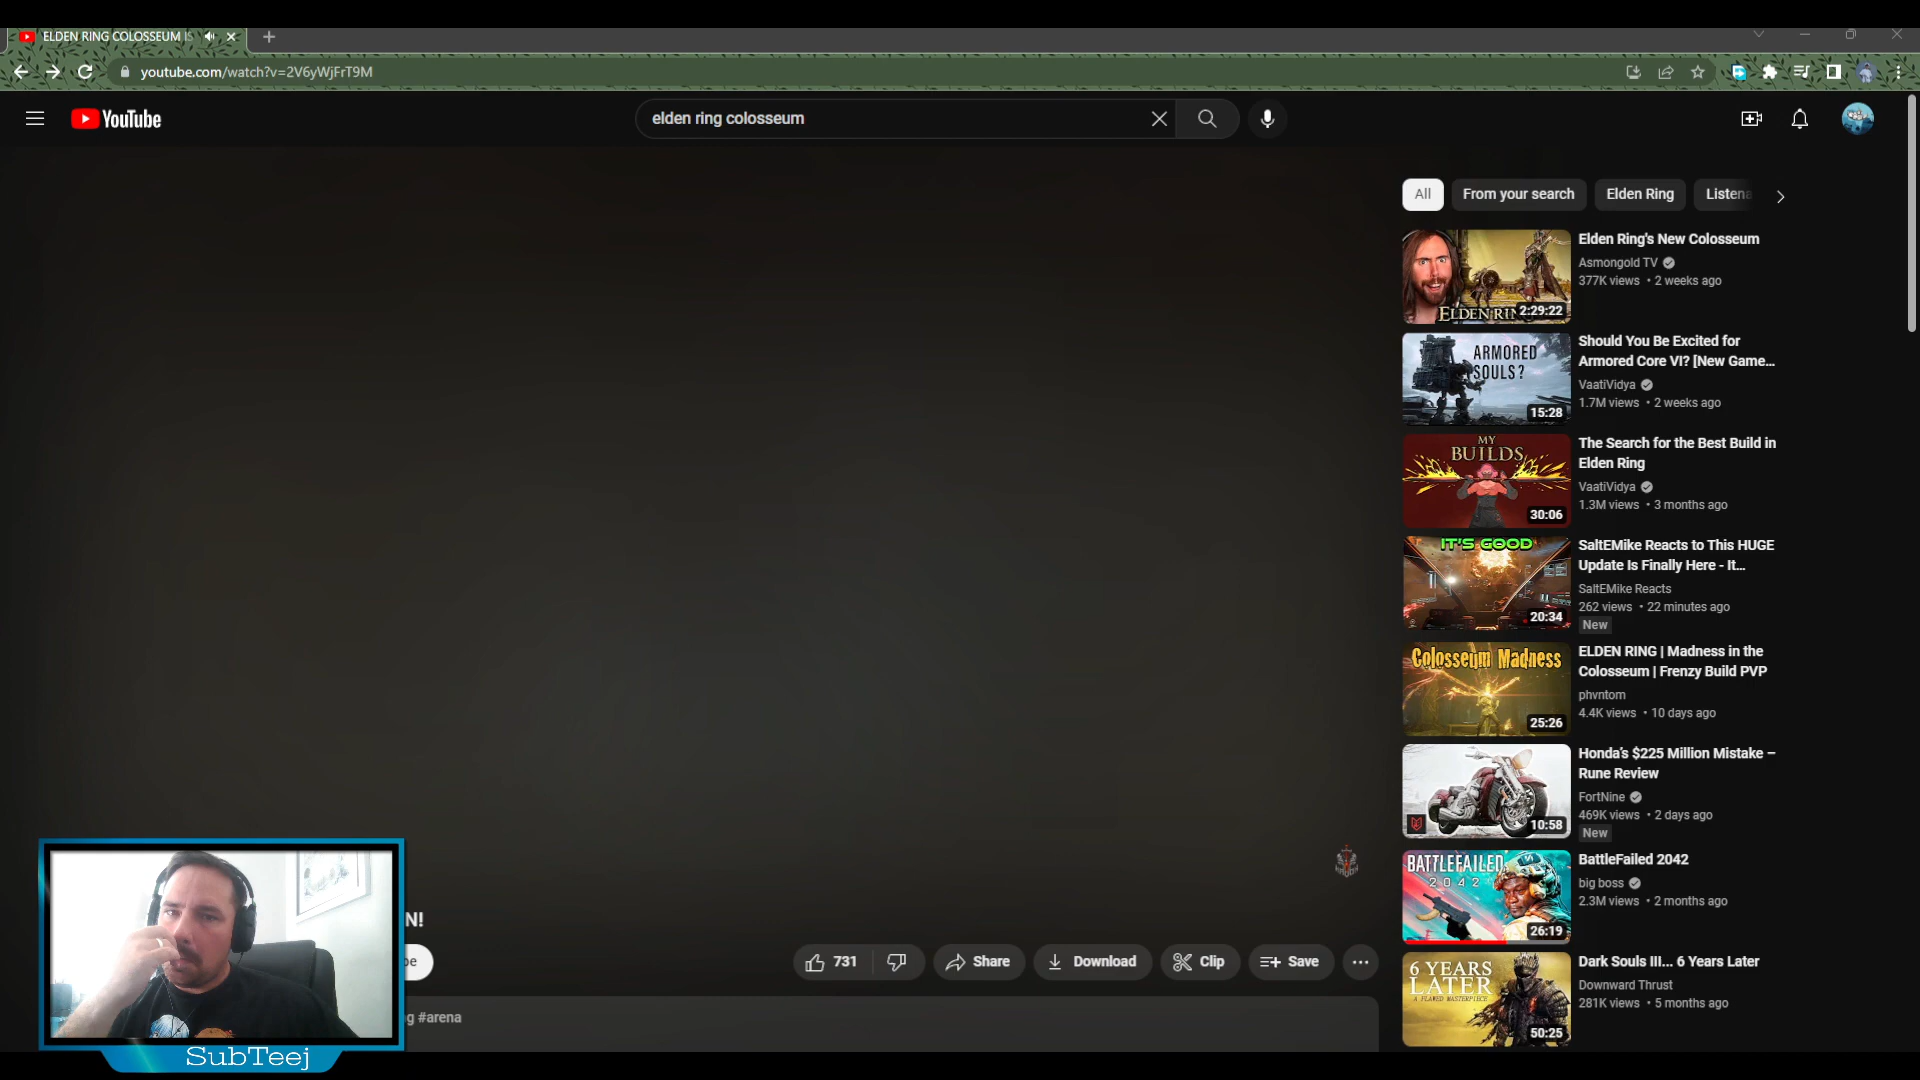 ELDEN RING COLOSSEUM IS
youtube.com/watch?v=2V6yWjFrT9M
YouTube
elden ring colosseum
All
From your search
Elden Ring
Listena
Elden Ring's New Colosseum
Asmongold TV
377K views • 2 weeks ago
ELDEN RIN
2:29:22
Should You Be Excited for
Armored Core VI? [New Game...
VaatiVidya
1.7M views • 2 weeks ago
ARMORED
SOULS?
15:28
The Search for the Best Build in
Elden Ring
VaatiVidya
1.3M views • 3 months ago
MY
BUILDS
30:06
SaltEMike Reacts to This HUGE
Update Is Finally Here - It...
SaltEMike Reacts
262 views • 22 minutes ago
New
IT'S GOOD
20:34
ELDEN RING | Madness in the
Colosseum | Frenzy Build PVP
phvntom
4.4K views • 10 days ago
Colosseum Madness
25:26
Honda's $225 Million Mistake –
Rune Review
FortNine
469K views • 2 days ago
New
10:58
BattleFailed 2042
big boss
2.3M views • 2 months ago
BATTLEFAILED
2042
26:19
Dark Souls III... 6 Years Later
Downward Thrust
281K views • 5 months ago
6 YEARS
LATER
A FLAWED MASTERPIECE
50:25
N!
be
731
Share
Download
Clip
Save
g #arena
SubTeej